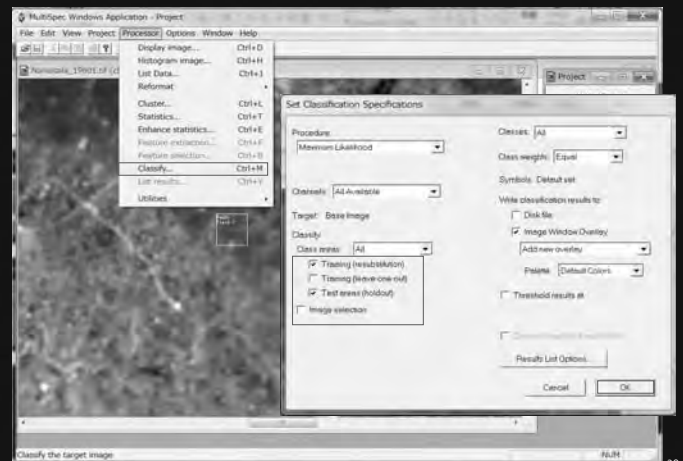 MultiSpec Windows Application - Project
File Edit View Project Processor Options Window Help
Display image... Ctrl+D
Histogram image... Ctrl+H
List Data... Ctrl+J
Reformat
Cluster... Ctrl+L
Statistics... Ctrl+T
Enhance statistics... Ctrl+E
Feature extraction... Ctrl+F
Feature selection... Ctrl+B
Classify... Ctrl+M
List results... Ctrl+Y
Utilities
Project
Set Classification Specifications
Procedure:
Maximum Likelihood
Channels: All Available
Target: Base Image
Classify:
Class areas: All
Training (resubstitution)
Training (leave one out)
Test areas (holdout)
Image selection
Classes: All
Class weights: Equal
Symbols: Default set
Write classification results to:
Disk file
Image Window Overlay
Add new overlay
Palette: Default Colors
Threshold results at
Results List Options...
Cancel OK
Classify the target image NUM